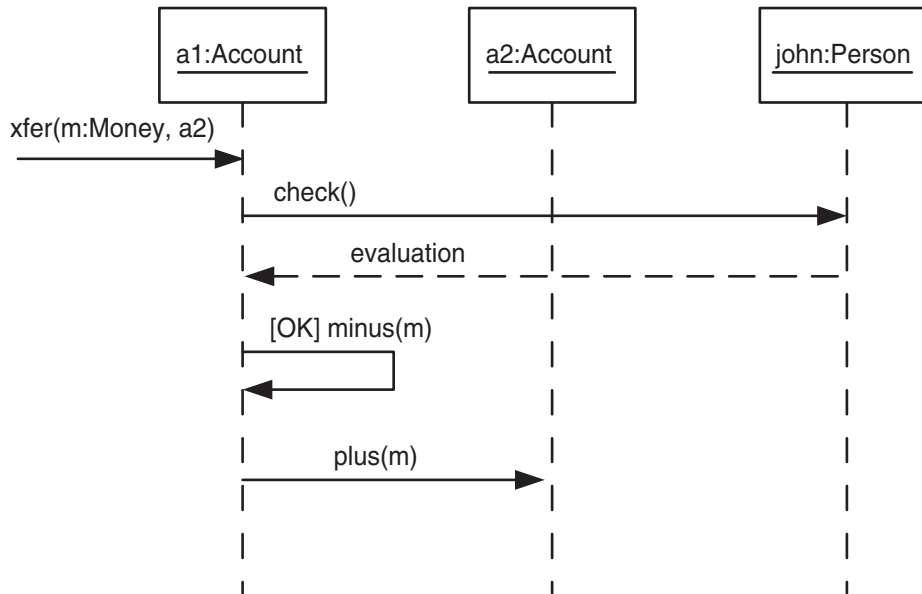 a1:Account
a2:Account
john:Person
xfer(m:Money, a2)
check()
evaluation
[OK] minus(m)
plus(m)